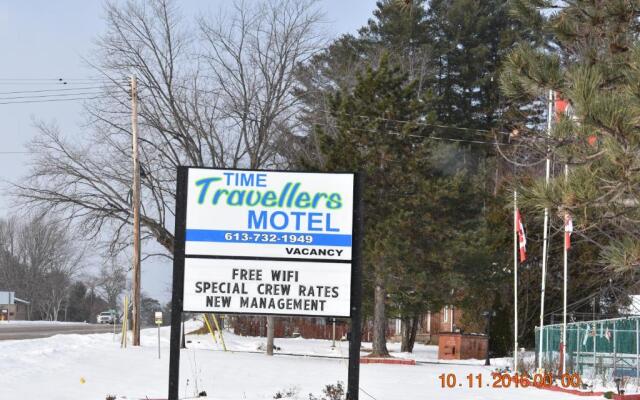 TIME
Travellers
MOTEL
613-732-1949
VACANCY
FREE WIFI
SPECIAL CREW RATES
NEW MANAGEMENT
10.11.2016 00:00